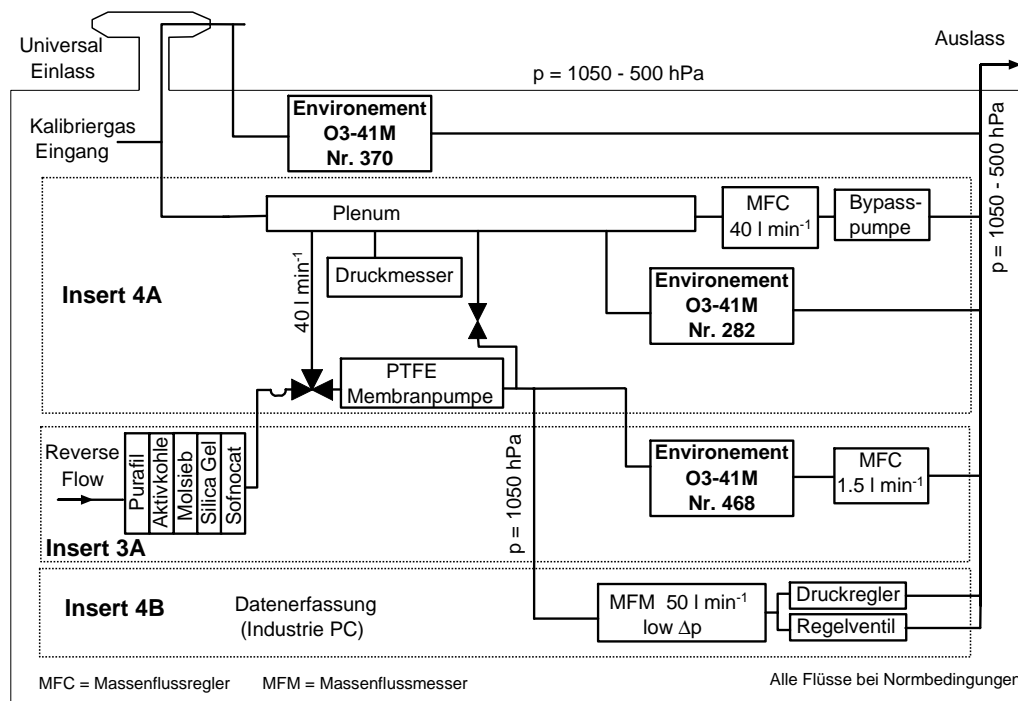 Universal
Einlass
Auslass
p = 1050 - 500 hPa
Kalibriergas
Eingang
Environement
O3-41M
Nr. 370
p = 1050 - 500 hPa
Plenum
MFC
40 l min⁻¹
Bypass-
pumpe
Insert 4A
40 l min⁻¹
Druckmesser
Environement
O3-41M
Nr. 282
PTFE
Membranpumpe
Reverse
Flow
Purafil
Aktivkohle
Molsieb
Silica Gel
Sofnocat
p = 1050 hPa
Environement
O3-41M
Nr. 468
MFC
1.5 l min⁻¹
Insert 3A
Insert 4B
Datenerfassung
(Industrie PC)
MFM 50 l min⁻¹
low Δp
Druckregler
Regelventil
MFC = Massenflussregler MFM = Massenflussmesser
Alle Flüsse bei Normbedingungen